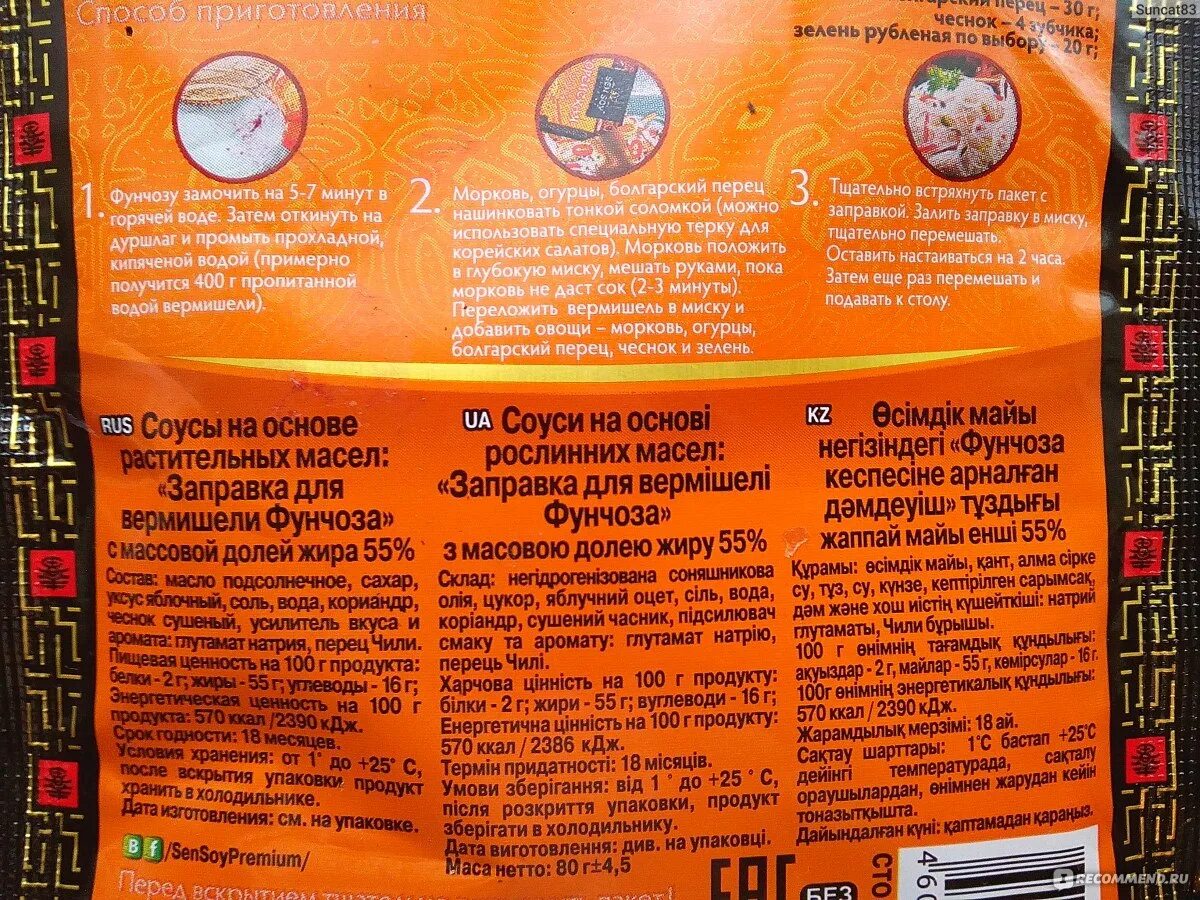 Suncat83
Способ приготовления
болгарский перец – 30 г;
чеснок – 4 зубчика;
зелень рубленая по выбору – 20 г;
1.
Фунчозу замочить на 5-7 минут в
горячей воде. Затем откинуть на
дуршлаг и промыть прохладной,
кипяченой водой (примерно
получится 400 г пропитанной
водой вермишели).
2.
Морковь, огурцы, болгарский перец
нашинковать тонкой соломкой (можно
использовать специальную терку для
корейских салатов). Морковь положить
в глубокую миску, мешать руками, пока
морковь не даст сок (2-3 минуты).
Переложить вермишель в миску и
добавить овощи – морковь, огурцы,
болгарский перец, чеснок и зелень.
3.
Тщательно встряхнуть пакет с
заправкой. Залить заправку в миску,
тщательно перемешать.
Оставить настаиваться на 2 часа.
Затем еще раз перемешать и
подавать к столу.
RUS Соусы на основе
растительных масел:
«Заправка для
вермишели Фунчоза»
с массовой долей жира 55%
Состав: масло подсолнечное, сахар,
уксус яблочный, соль, вода, кориандр,
чеснок сушеный, усилитель вкуса и
аромата: глутамат натрия, перец Чили.
Пищевая ценность на 100 г продукта:
белки - 2 г; жиры - 55 г; углеводы - 16 г;
Энергетическая ценность на 100 г
продукта: 570 ккал /2390 кДж.
Срок годности: 18 месяцев.
Условия хранения: от 1° до +25° С,
после вскрытия упаковки продукт
хранить в холодильнике.
Дата изготовления: см. на упаковке.
В f /SenSoyPremium/
Перед вскрытием тщательно пакет!
UA Соуси на основі
рослинних масел:
«Заправка для вермішелі
Фунчоза»
з масовою долею жиру 55%
Склад: негідрогенізована соняшникова
олія, цукор, яблучний оцет, сіль, вода,
коріандр, сушений часник, підсилювач
смаку та аромату: глутамат натрію,
перець Чилі.
Харчова цінність на 100 г продукту:
білки - 2 г; жири - 55 г; вуглеводи - 16 г;
Енергетична цінність на 100 г продукту:
570 ккал / 2386 кДж.
Термін придатності: 18 місяців.
Умови зберігання: від 1° до +25 ° С,
після розкриття упаковки, продукт
зберігати в холодильнику.
Дата виготовлення: див. на упаковці.
Маса нетто: 80 г±4,5
KZ Өсімдік майы
негізіндегі «Фунчоза
кеспесіне арналған
дәмдеуіш» тұздығы
жаппай майы енші 55%
Құрамы: өсімдік майы, қант, алма сірке
су, тұз, су, күнзе, кептірілген сарымсақ,
дәм және хош иістің күшейткіші: натрий
глутаматы, Чили бұрышы.
100 г өнімнің тағамдық құндылығы:
ақуыздар - 2 г, майлар - 55 г, көмірсулар - 16 г.
100г өнімнің энергетикалық құндылығы:
570 ккал /2390 кДж.
Жарамдылық мерзімі: 18 ай.
Сақтау шарттары: 1°С бастап +25°С
дейінгі температурада, сақталу
ораушылардан, өнімнен жарудан кейін
тоназытқышта.
Дайындалған күні: қаптамадан қараңыз.
ЕАС
БЕЗ
СТО
460
RECOMMEND.RU